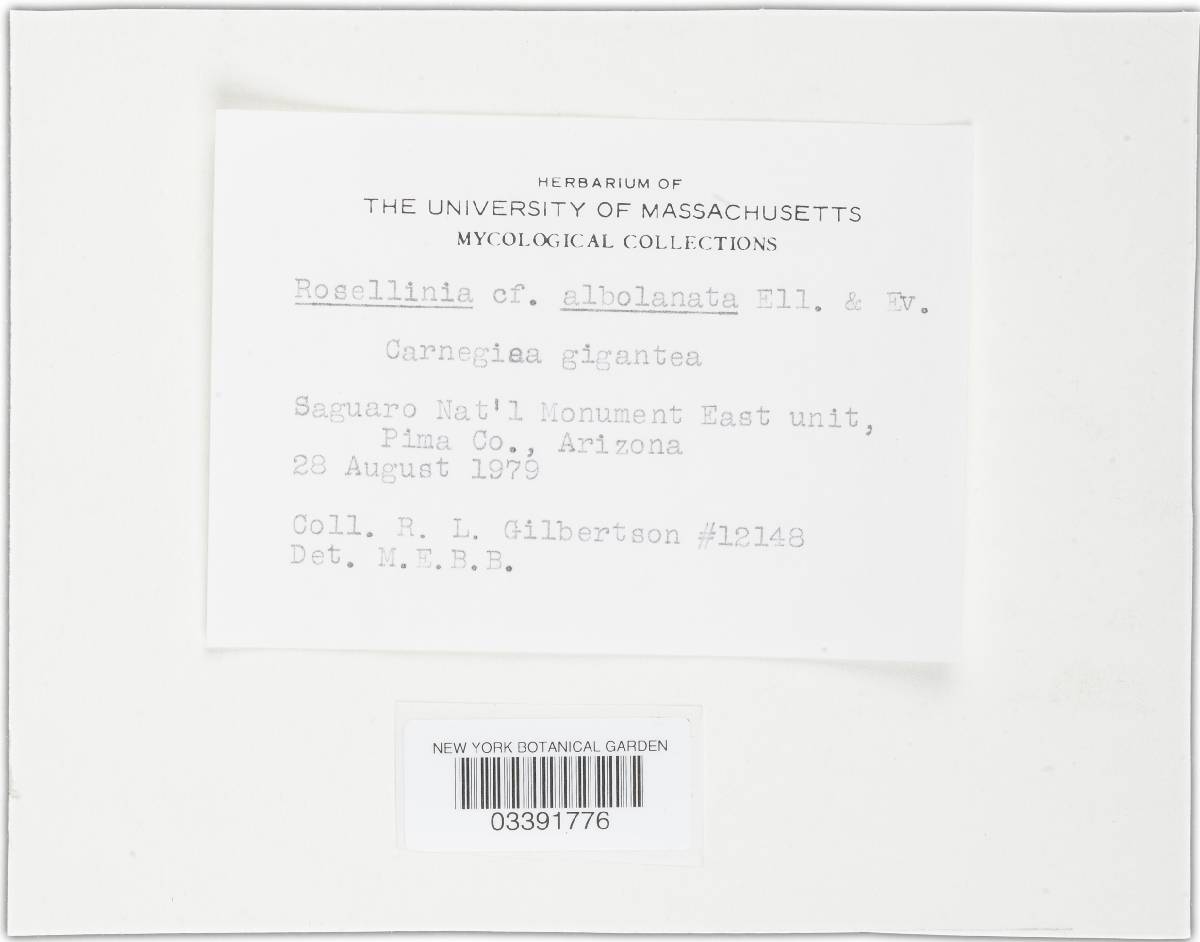 HERBARIUM OF
THE UNIVERSITY OF MASSACHUSETTS
MYCOLOGICAL COLLECTIONS
Rosellinia cf. albolanata Ell. & Ev.
Carnegiea gigantea
Saguaro Nat'l Monument East unit,
Pima Co., Arizona
28 August 1979
Coll. R. L. Gilbertson #12148
Det. M.E.B.B.
NEW YORK BOTANICAL GARDEN
03391776